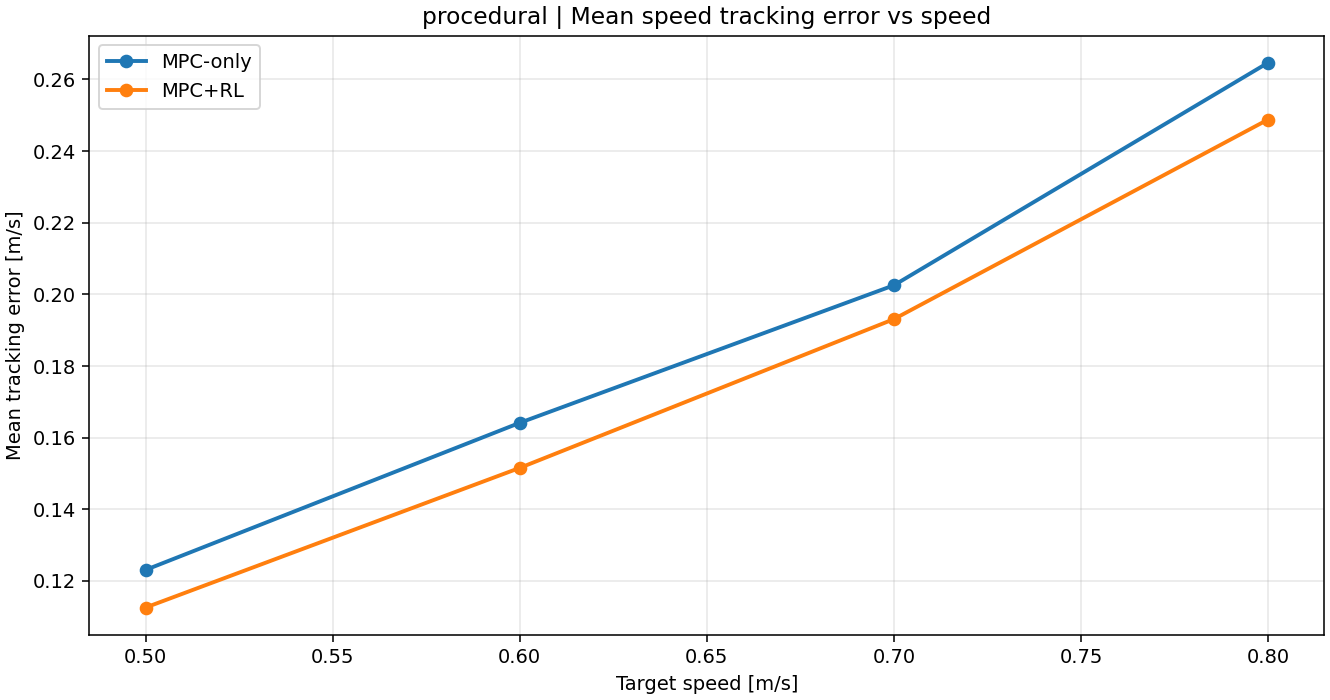 procedural | Mean speed tracking error vs speed
MPC-only
MPC+RL
Mean tracking error [m/s]
0.26
0.24
0.22
0.20
0.18
0.16
0.14
0.12
0.50 0.55 0.60 0.65 0.70 0.75 0.80
Target speed [m/s]